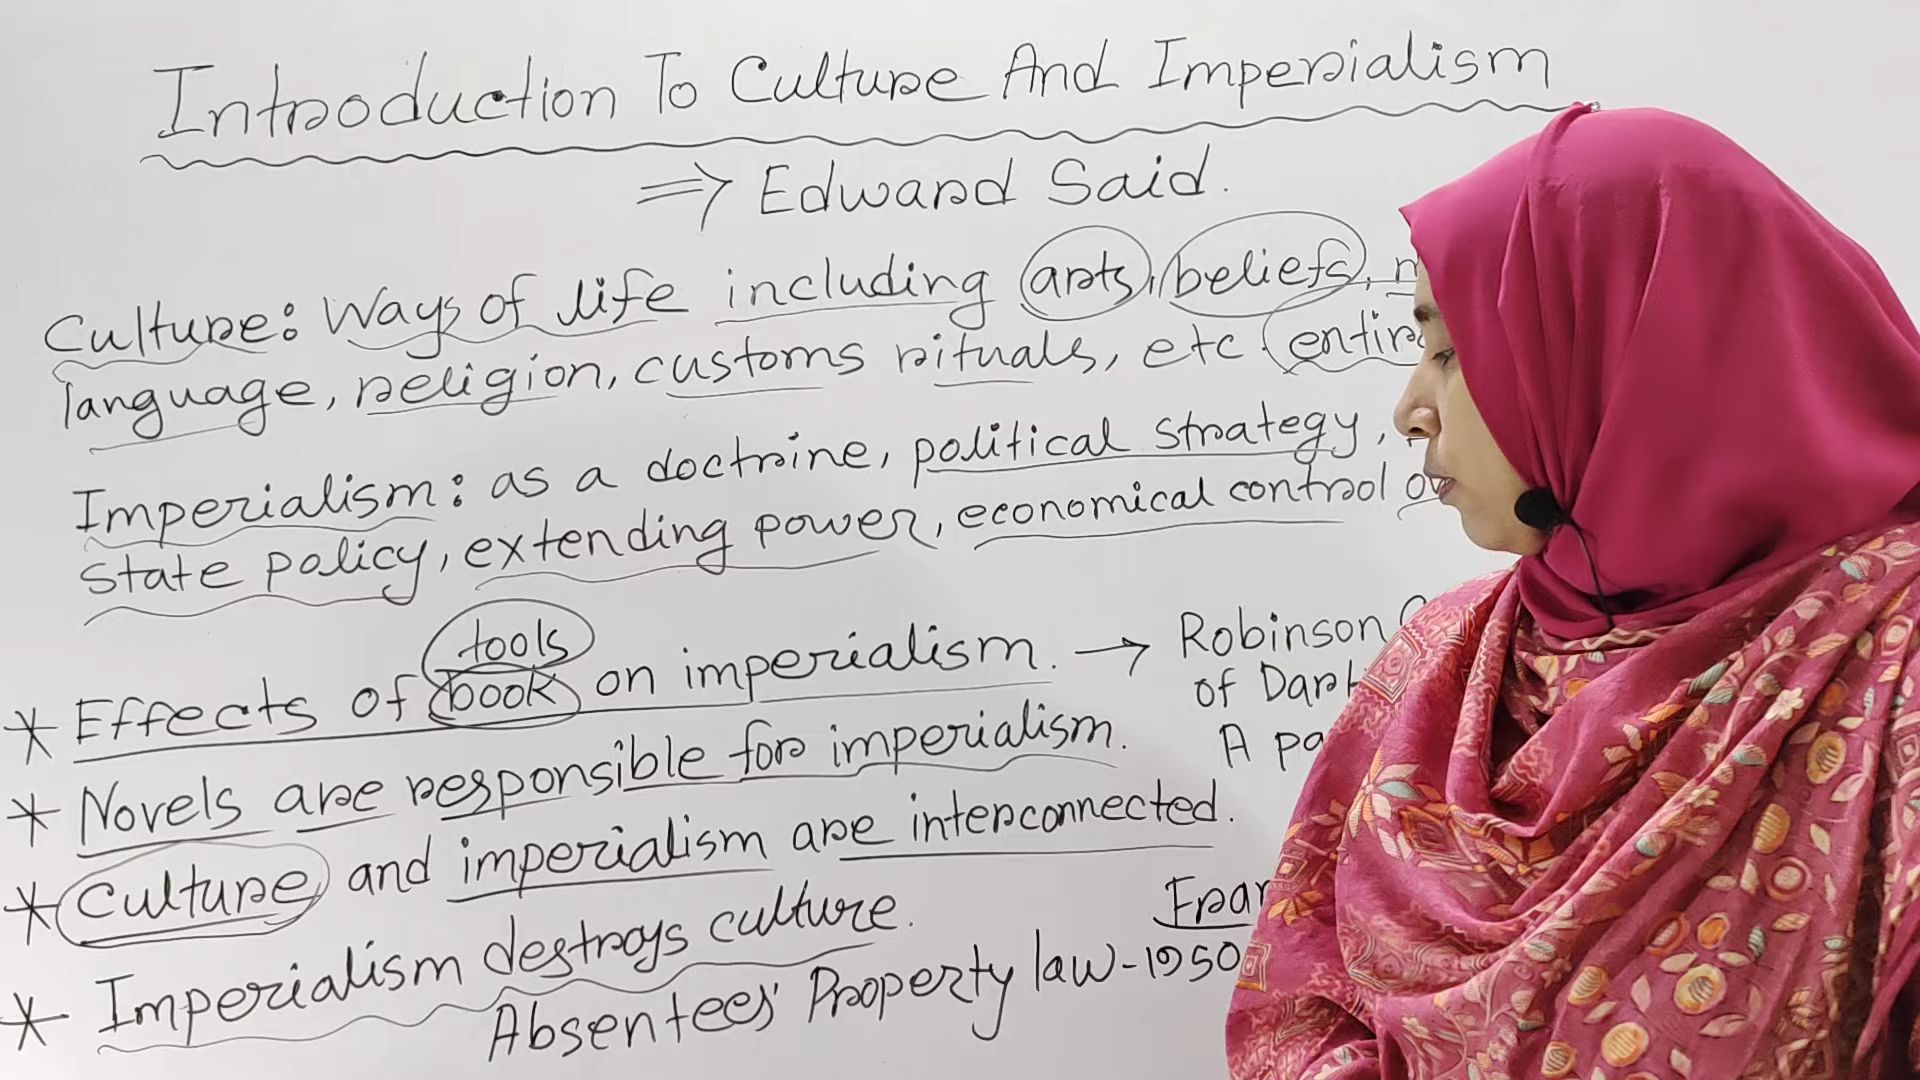 Introduction To Culture And Imperialism
⇒ Edward Said.
Culture: Ways of life including arts, beliefs,
language, religion, customs rituals, etc.
Imperialism: as a doctrine, political strategy,
state policy, extending power, economical control
tools
* Effects of book on imperialism. → Robinson
of
* Novels are responsible for imperialism. A
* Culture and imperialism are interconnected.
* Imperialism destroys culture.
Absentees' Property law-1950